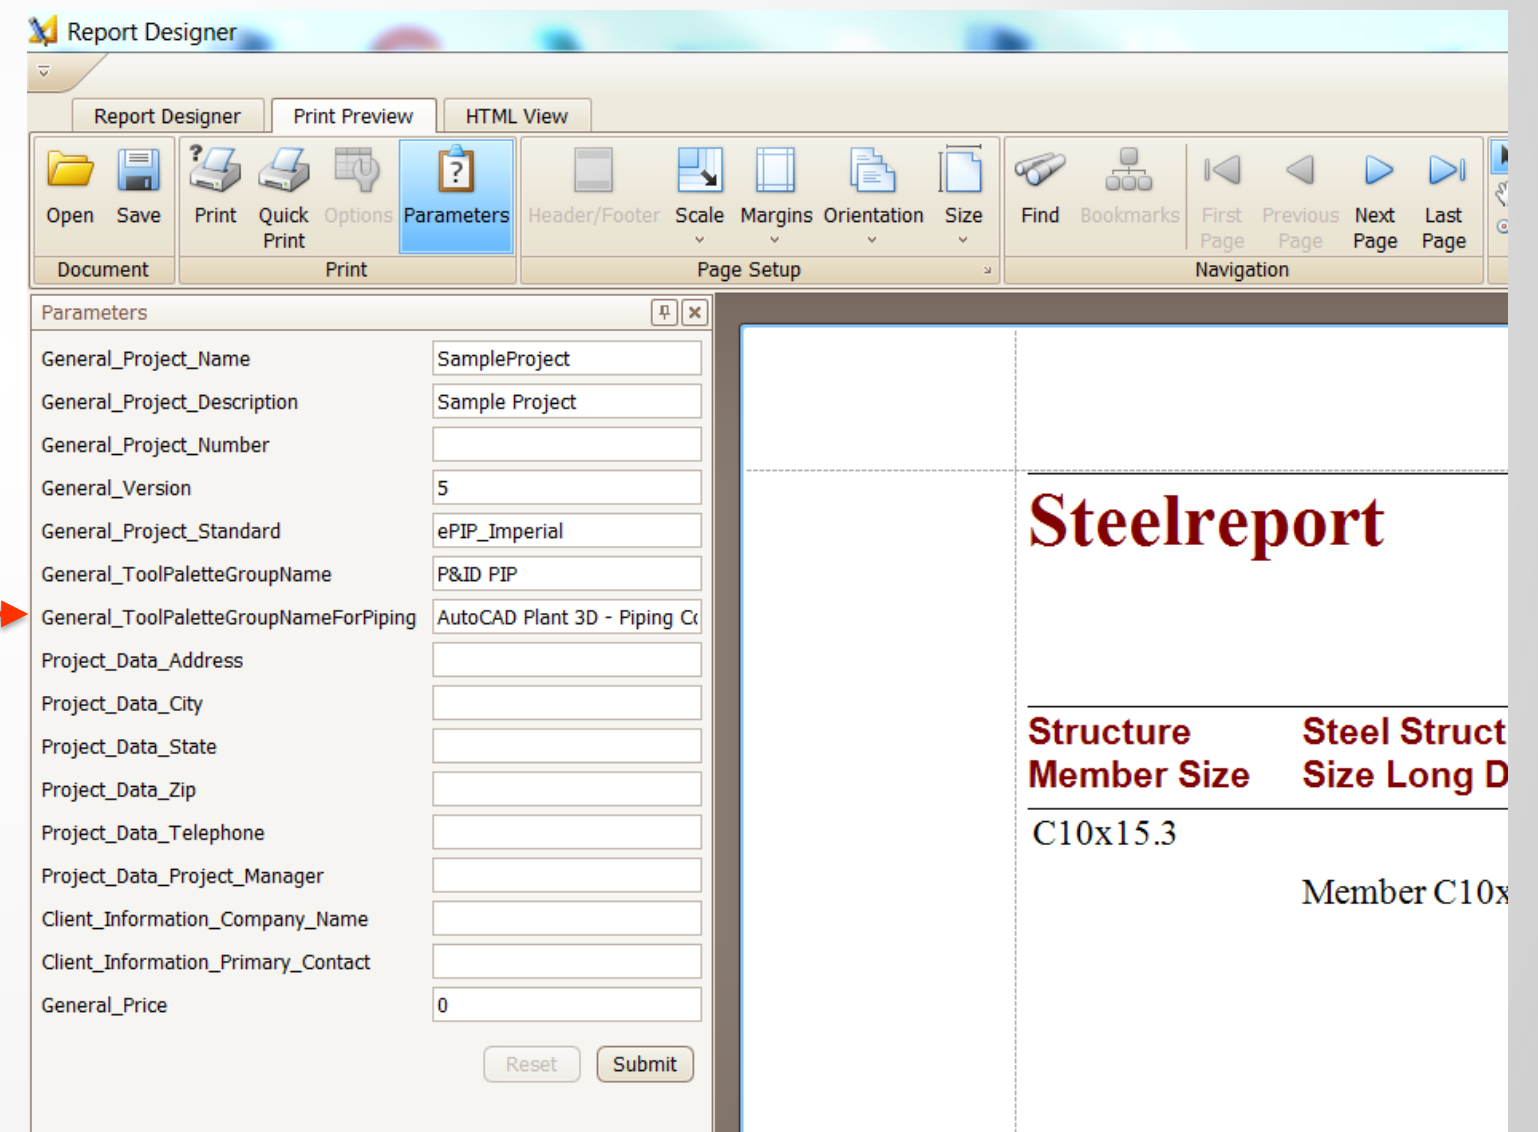 Report Designer
Report Designer Print Preview HTML View
Open Save Print Quick Print Options Parameters Header/Footer Scale Margins Orientation Size Find Bookmarks First Page Previous Page Next Page Last Page
Document Print Page Setup Navigation
Parameters
General_Project_Name SampleProject
General_Project_Description Sample Project
General_Project_Number
General_Version 5
General_Project_Standard ePIP_Imperial
General_ToolPaletteGroupName P&ID PIP
General_ToolPaletteGroupNameForPiping AutoCAD Plant 3D - Piping
Project_Data_Address
Project_Data_City
Project_Data_State
Project_Data_Zip
Project_Data_Telephone
Project_Data_Project_Manager
Client_Information_Company_Name
Client_Information_Primary_Contact
General_Price 0
Reset Submit
Steelreport
Structure Steel Struct
Member Size Size Long D
C10x15.3
Member C10x